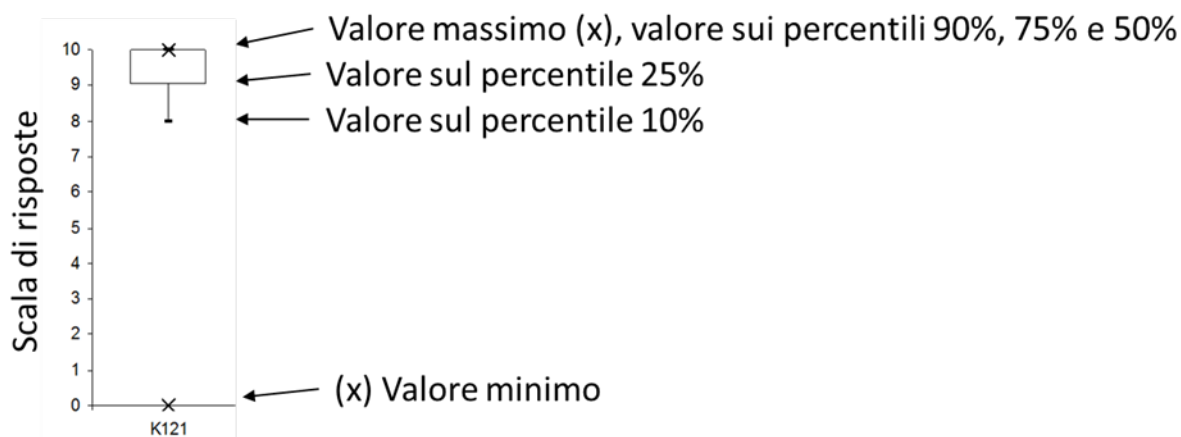 Valore massimo (x), valore sui percentili 90%, 75% e 50%
Valore sul percentile 25%
Valore sul percentile 10%
(x) Valore minimo
Scala di risposte
10
9
8
7
6
5
4
3
2
1
0
K121